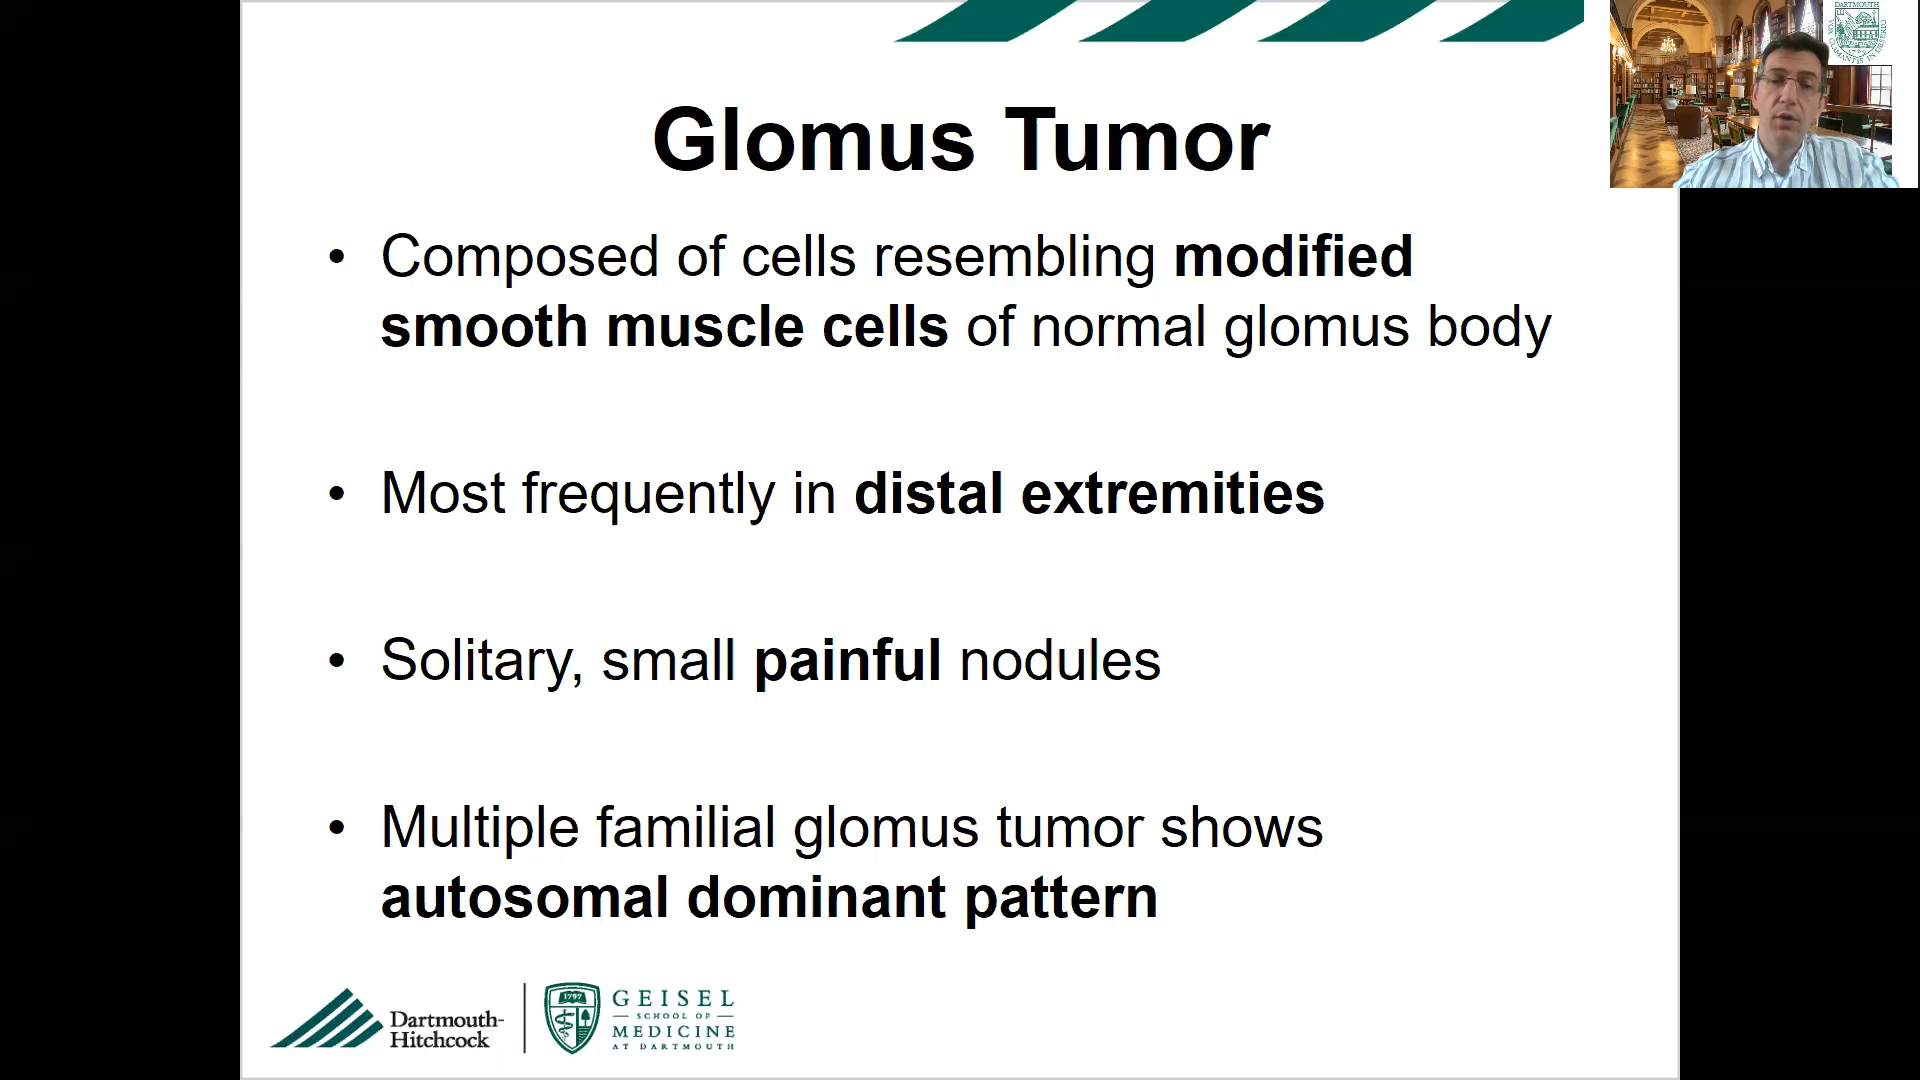 Glomus Tumor
• Composed of cells resembling modified
smooth muscle cells of normal glomus body
• Most frequently in distal extremities
• Solitary, small painful nodules
• Multiple familial glomus tumor shows
autosomal dominant pattern
Dartmouth-
Hitchcock
1797
GEISEL
SCHOOL OF
MEDICINE
AT DARTMOUTH
DARTMOUTH